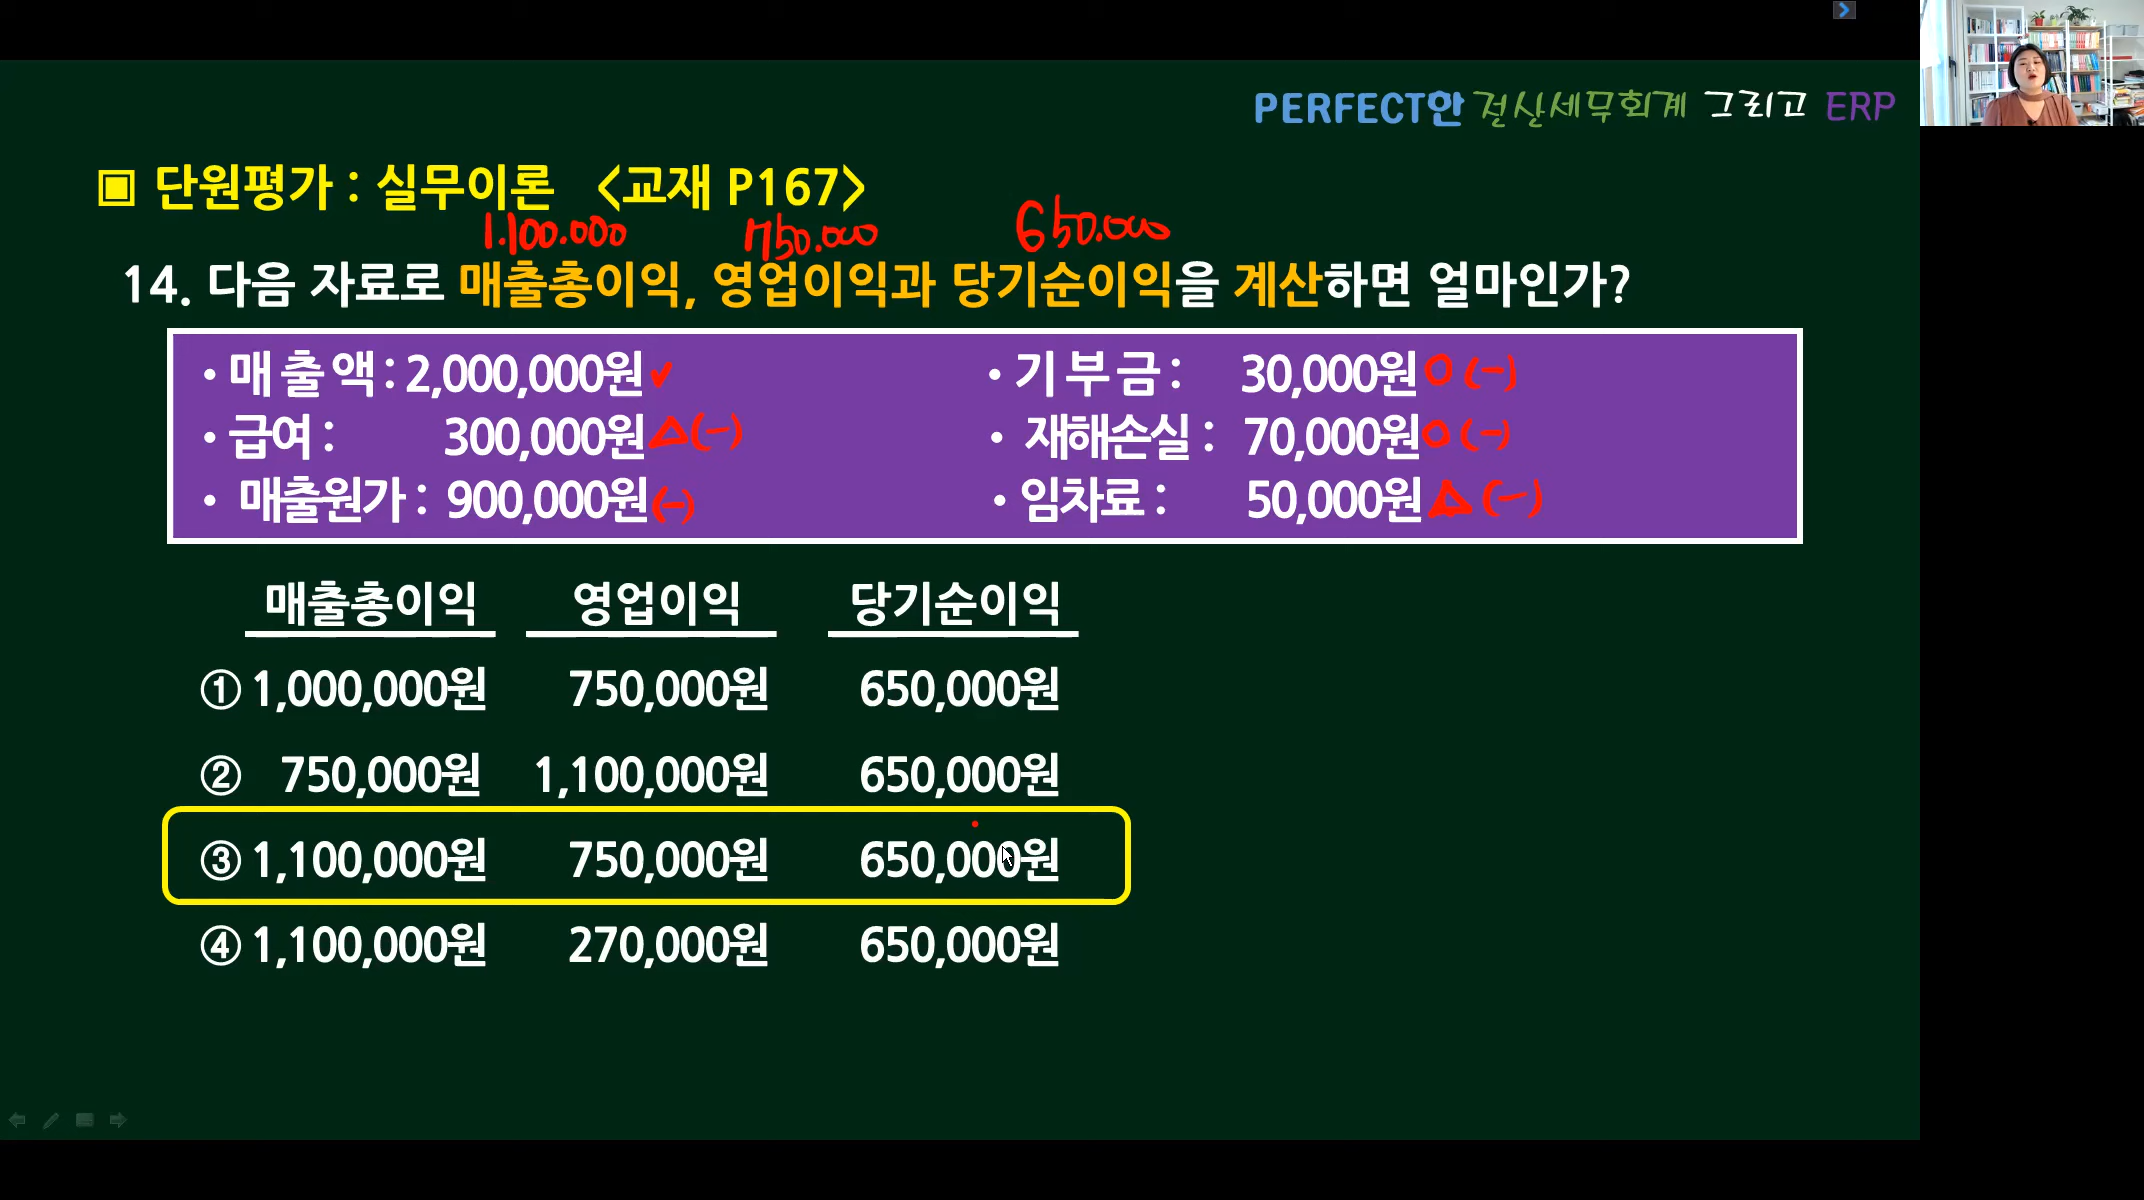 PERFECT한 전산세무회계 그리고 ERP
▣ 단원평가 : 실무이론 <교재 P167>
1.100.000 750.000 650.000
14. 다음 자료로 매출총이익, 영업이익과 당기순이익을 계산하면 얼마인가?
• 매 출 액 : 2,000,000원 ✓ • 기 부 금 : 30,000원 O (-)
• 급여 : 300,000원 △(-) • 재해손실 : 70,000원 O (-)
• 매출원가 : 900,000원 (-) • 임차료 : 50,000원 △ (-)
매출총이익 영업이익 당기순이익
① 1,000,000원 750,000원 650,000원
② 750,000원 1,100,000원 650,000원
③ 1,100,000원 750,000원 650,000원
④ 1,100,000원 270,000원 650,000원